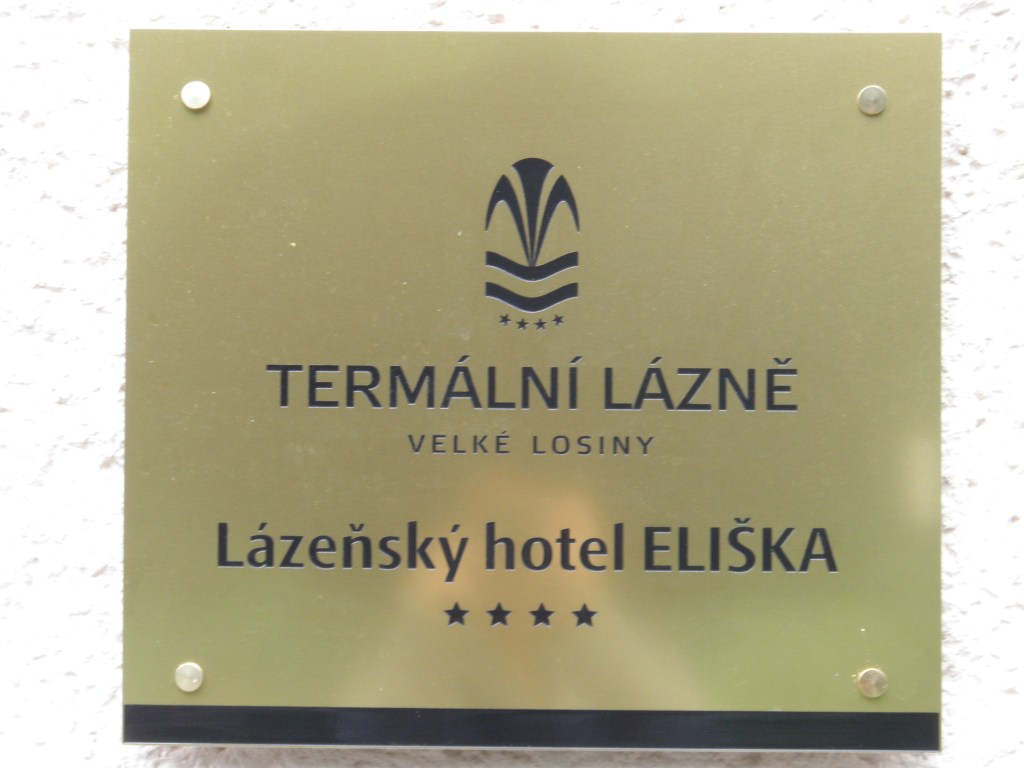 TERMÁLNÍ LÁZNĚ
VELKÉ LOSINY
Lázeňský hotel ELIŠKA